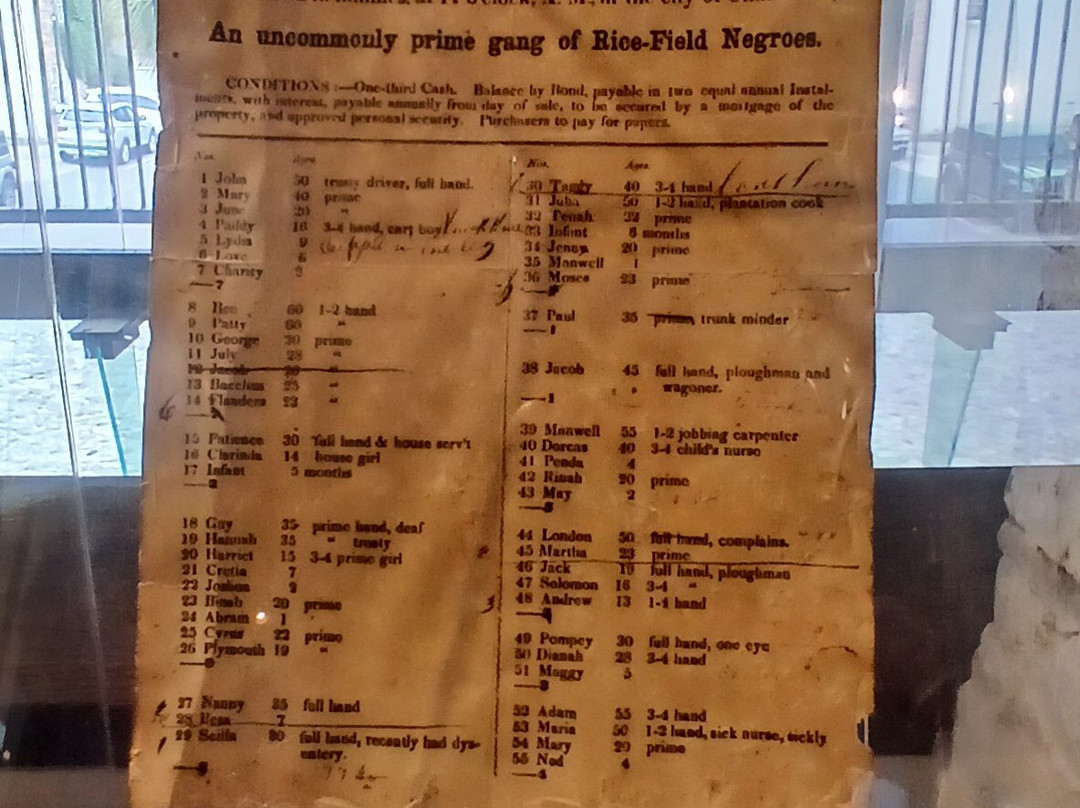 An uncommonly prime gang of Rice-Field Negroes.
CONDITIONS :—One-third Cash. Balance by Bond, payable in two equal annual Instal-
ments, with interest, payable annually from day of sale, to be secured by a mortgage of the
property, and approved personal security. Purchasers to pay for papers.
Nos. Ages.
1 John 50 trusty driver, full hand.
2 Mary 40 prime
3 June 20 "
4 Paddy 16 3-4 hand, cart boy
5 Lydia 9
6 Love 6
7 Charity 2
—7
8 Ben 60 1-2 hand
9 Patty 60 "
10 George 30 prime
11 July 28 "
12 Jacob "
13 Bacchus 25 "
14 Flanders 23 "
15 Patience 30 full hand & house serv't
16 Clarinda 14 house girl
17 Infant 5 months
—3
18 Guy 35 prime hand, deaf
19 Hannah 35 " trusty
20 Harriet 15 3-4 prime girl
21 Cretia 7
22 Joshua 2
23 20 prime
24 Abram 1
25 Cyrus 22 prime
26 Plymouth 19 "
—9
27 Nanny 35 full hand
28 7
29 Scilla 20 full hand, recently had dys-
entery.
—3
Nos. Ages.
30 40 3-4 hand
31 Juba 50 1-2 hand, plantation cook
32 Penah 32 prime
33 Infant 6 months
34 Jenny 20 prime
35 Manwell 1
36 Moses 23 prime
37 Paul 35 prime, trunk minder
—1
38 Jacob 45 full hand, ploughman and
wagoner.
—1
39 Manwell 55 1-2 jobbing carpenter
40 Dorcas 40 3-4 child's nurse
41 Penda 4
42 Rinah 20 prime
43 May 2
—5
44 London 50 full hand, complains.
45 Martha 23 prime
46 Jack 19 full hand, ploughman
47 Solomon 16 3-4 "
48 Andrew 13 1-4 hand
49 Pompey 30 full hand, one eye
50 Dianah 28 3-4 hand
51 Maggy 5
—3
52 Adam 55 3-4 hand
53 Maria 50 1-2 hand, sick nurse, sickly
54 Mary 20 prime
55 Ned 4
—4